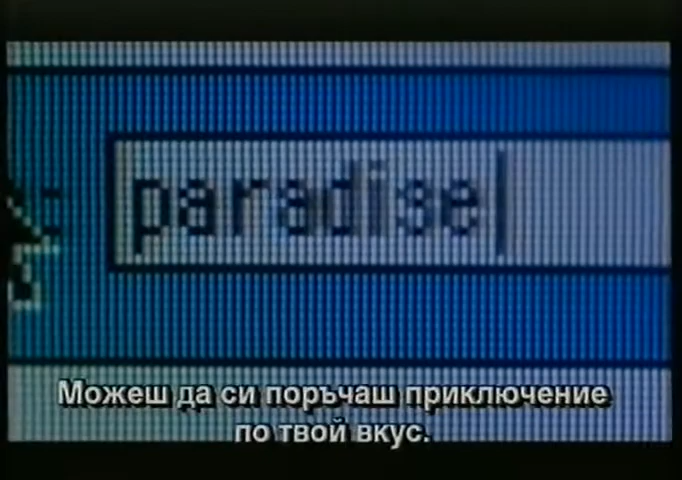 paradise
Можеш да си поръчаш приключение
по твой вкус.